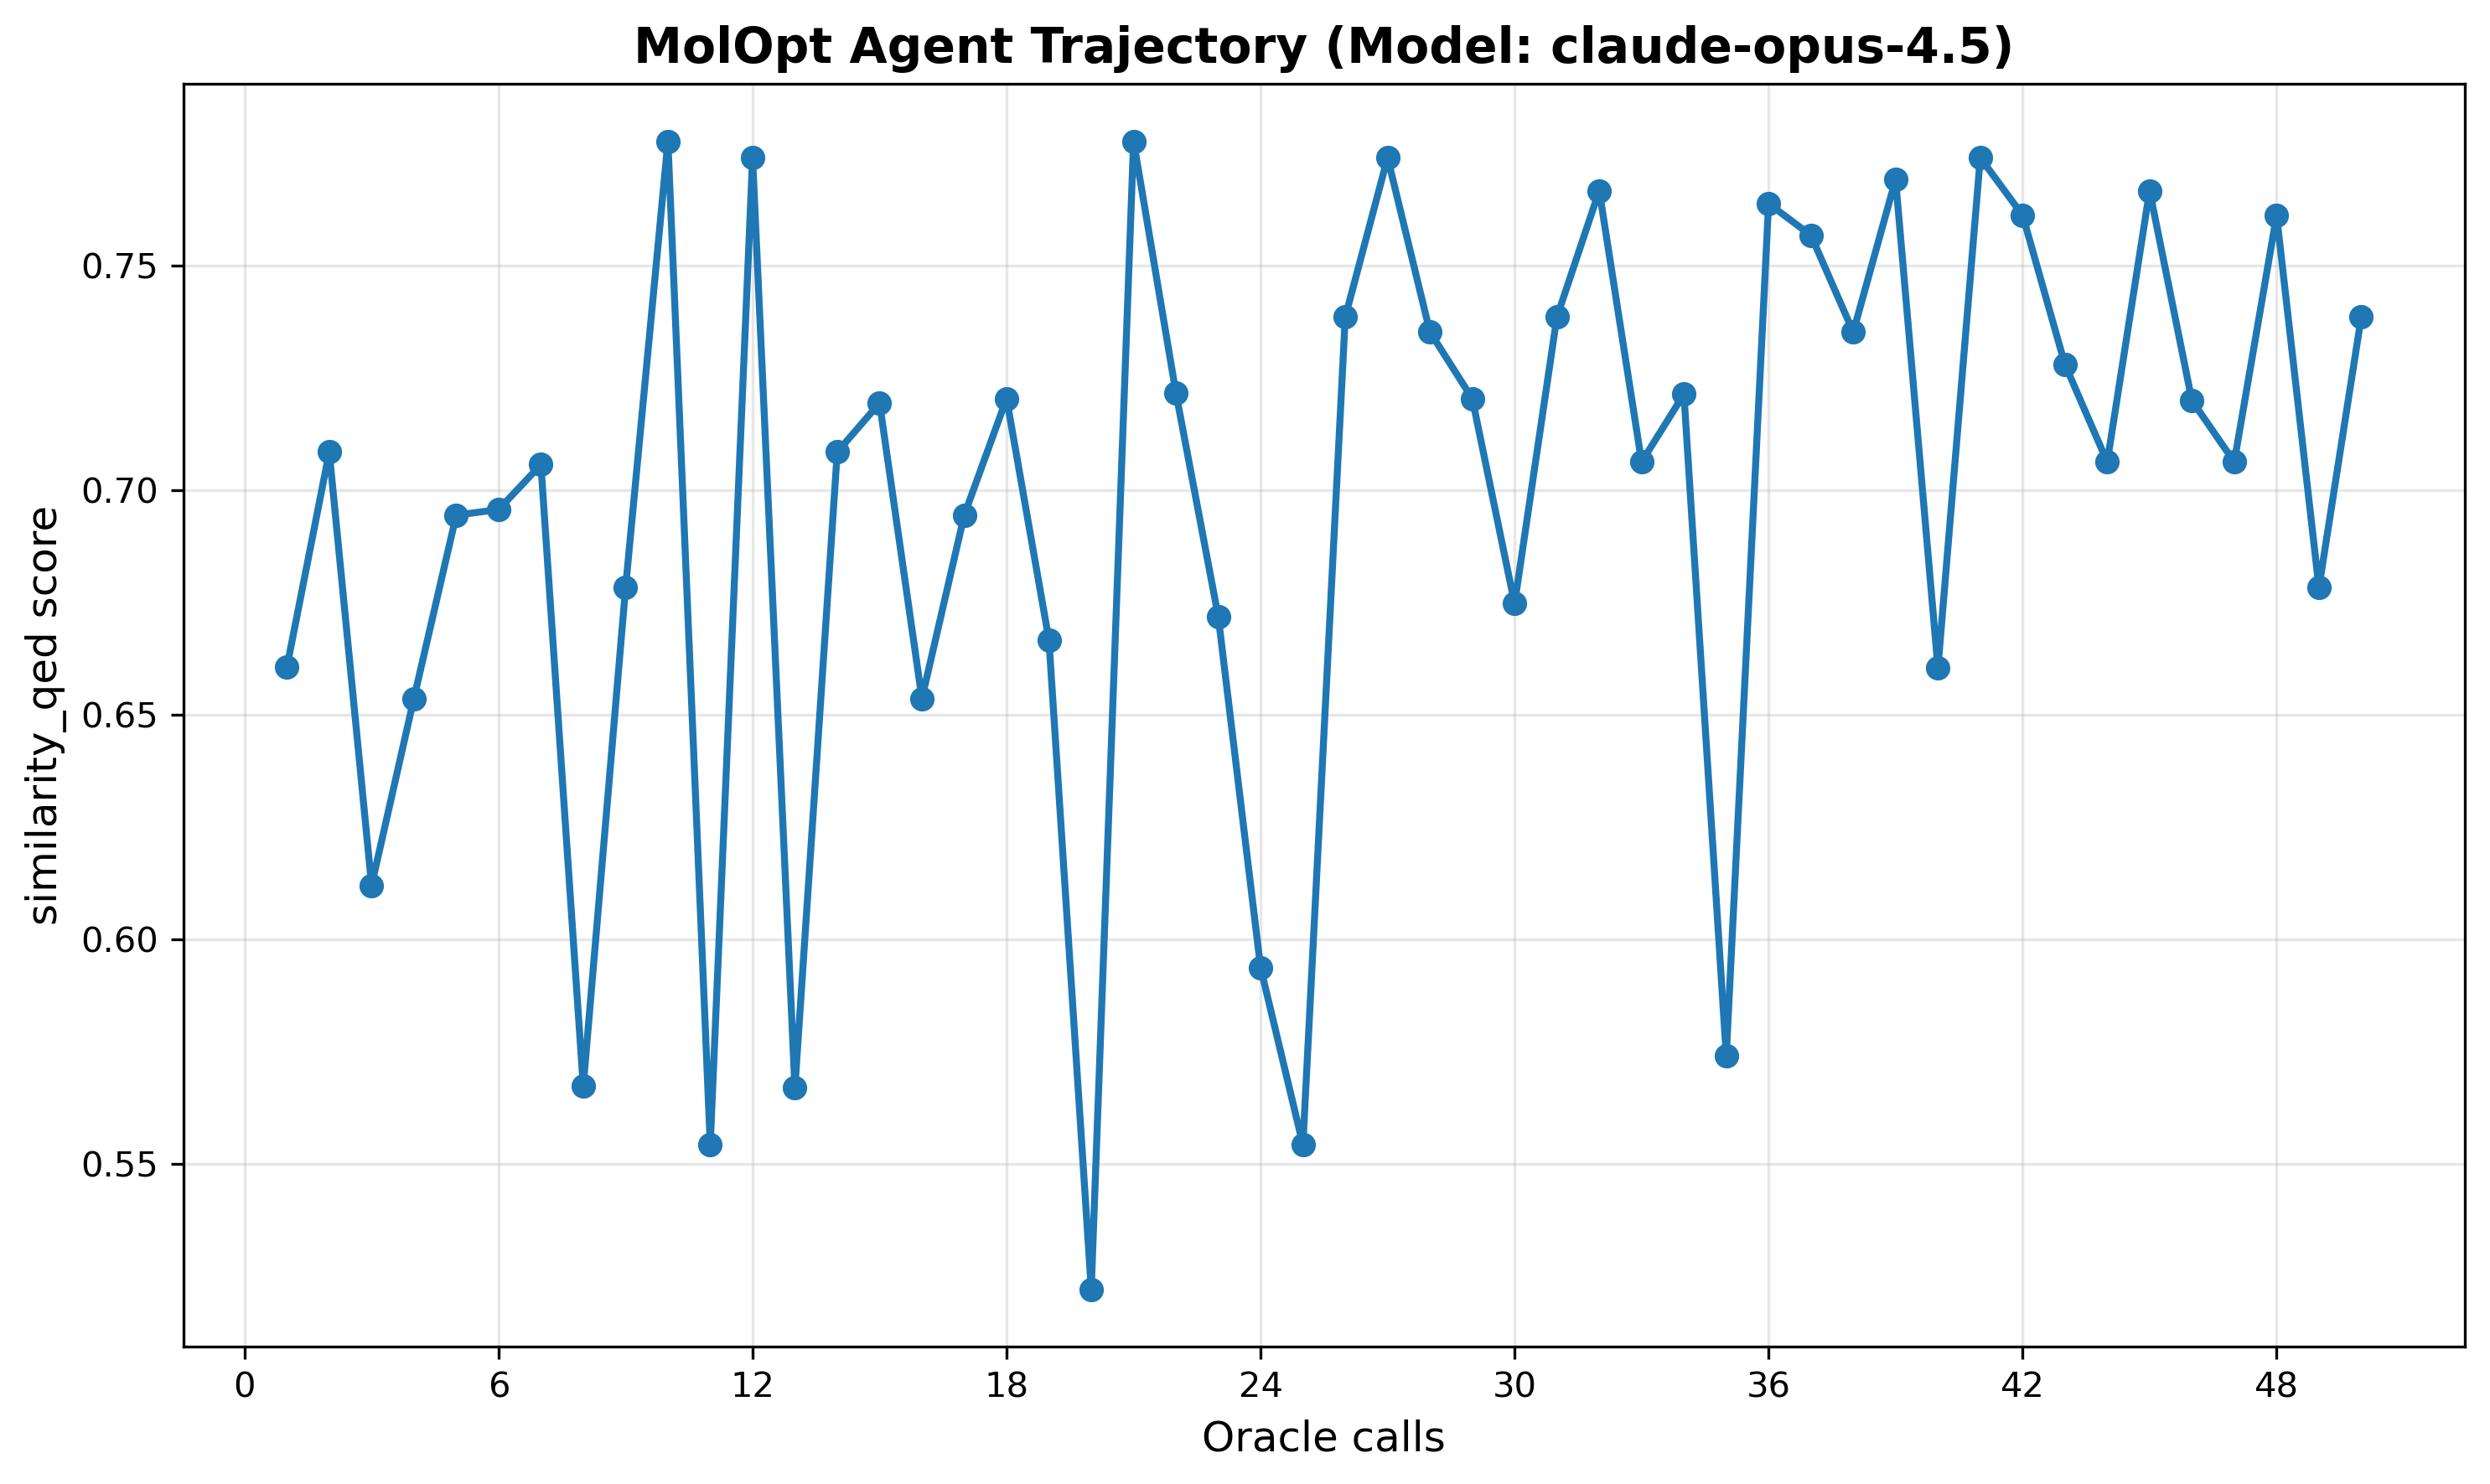 MolOpt Agent Trajectory (Model: claude-opus-4.5)
similarity_qed score
0.75
0.70
0.65
0.60
0.55
0 6 12 18 24 30 36 42 48
Oracle calls